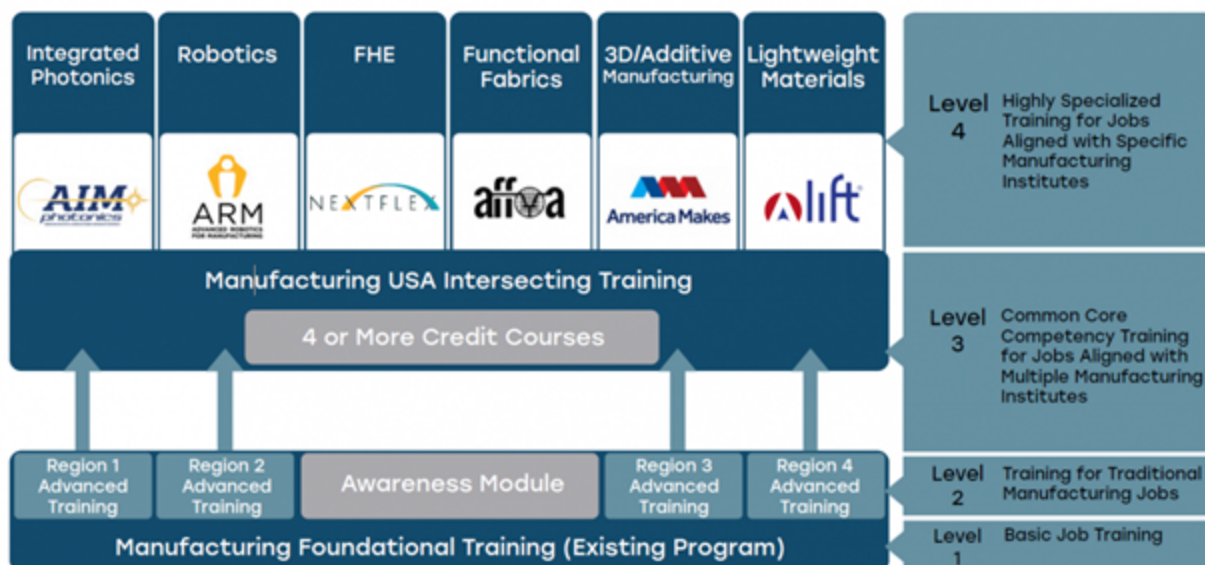 Integrated
Photonics
Robotics
FHE
Functional
Fabrics
3D/Additive
Manufacturing
Lightweight
Materials
AIM
photonics
ARM
ADVANCED ROBOTICS
FOR MANUFACTURING
NEXTFLEX
affoa
America Makes
lift
Level
4
Highly Specialized
Training for Jobs
Aligned with Specific
Manufacturing
Institutes
Manufacturing USA Intersecting Training
4 or More Credit Courses
Level
3
Common Core
Competency Training
for Jobs Aligned with
Multiple Manufacturing
Institutes
Region 1
Advanced
Training
Region 2
Advanced
Training
Awareness Module
Region 3
Advanced
Training
Region 4
Advanced
Training
Level
2
Training for Traditional
Manufacturing Jobs
Manufacturing Foundational Training (Existing Program)
Level
1
Basic Job Training